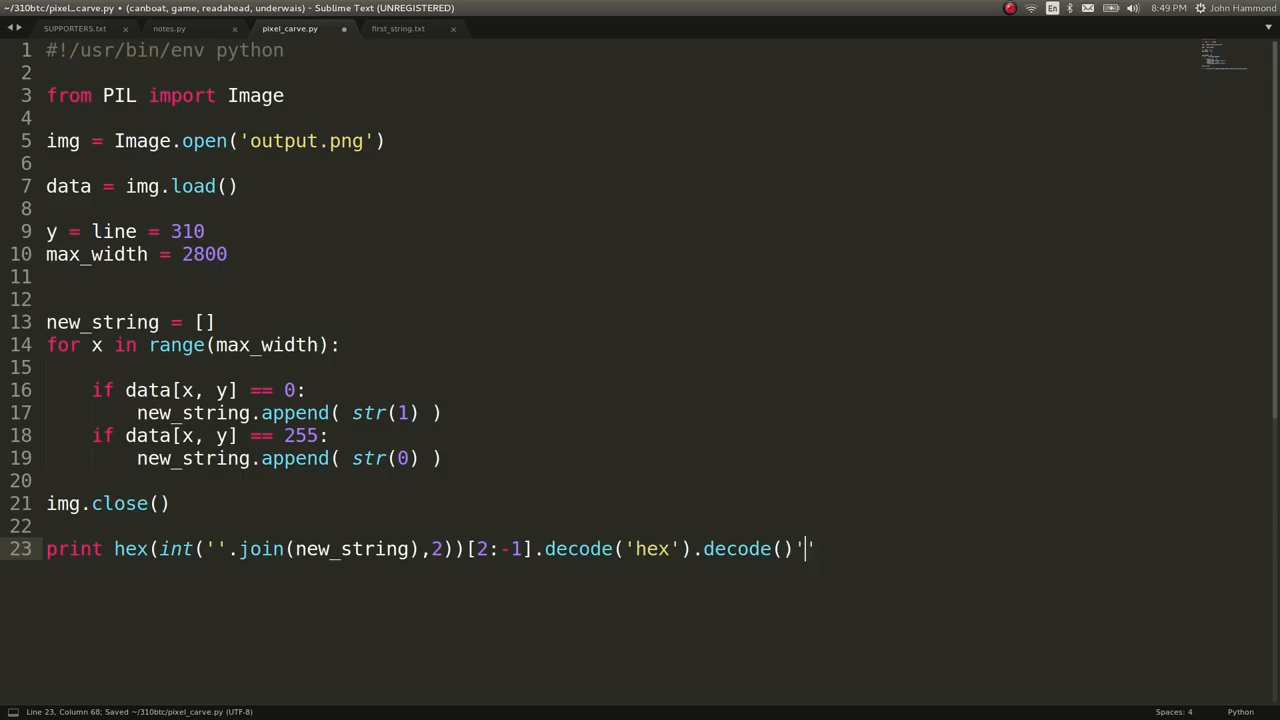 ~/310btc/pixel_carve.py • (canboat, game, readahead, underwais) - Sublime Text (UNREGISTERED)
En
8:49 PM
John Hammond
SUPPORTERS.txt
notes.py
pixel_carve.py
first_string.txt
1 #!/usr/bin/env python
2
3 from PIL import Image
4
5 img = Image.open('output.png')
6
7 data = img.load()
8
9 y = line = 310
10 max_width = 2800
11
12
13 new_string = []
14 for x in range(max_width):
15
16 if data[x, y] == 0:
17 new_string.append( str(1) )
18 if data[x, y] == 255:
19 new_string.append( str(0) )
20
21 img.close()
22
23 print hex(int(''.join(new_string),2))[2:-1].decode('hex').decode()''
Line 23, Column 68; Saved ~/310btc/pixel_carve.py (UTF-8)
Spaces: 4
Python